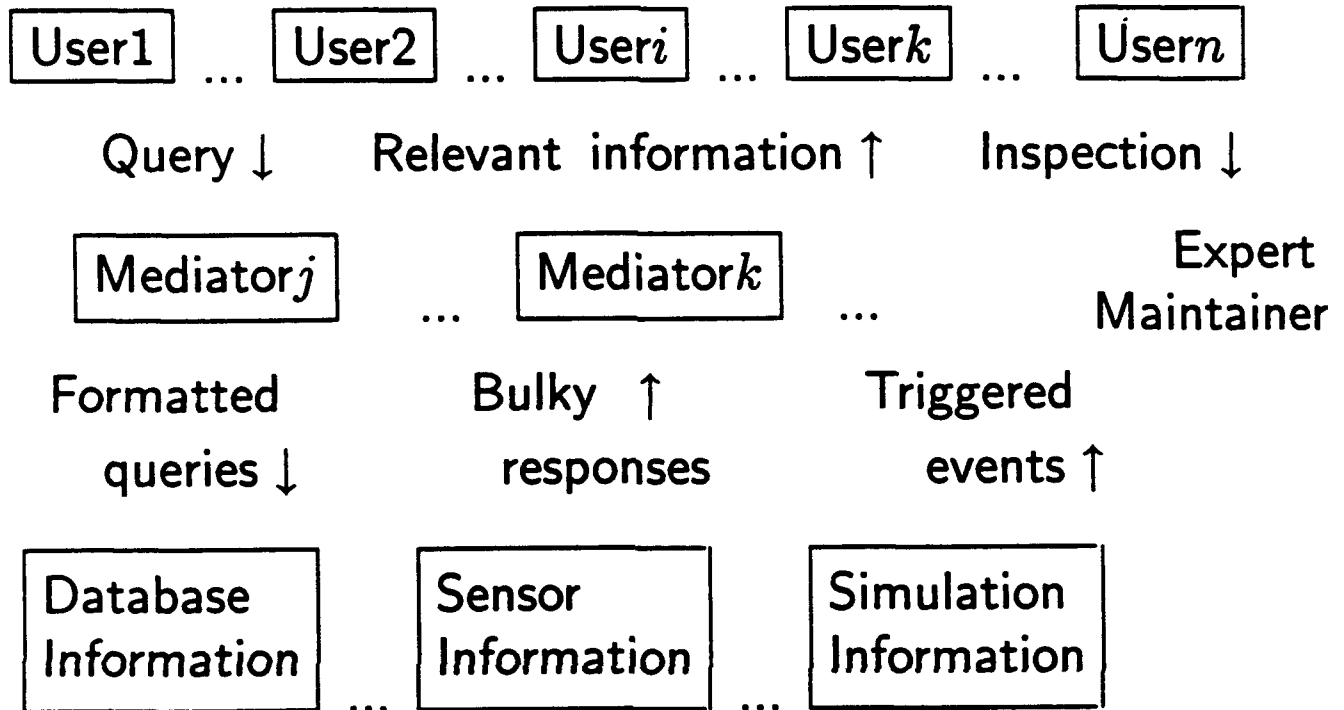 User1 ... User2 ... Useri ... Userk ... Usern
Query ↓ Relevant information ↑ Inspection ↓
Mediatorj ... Mediatork ... Expert
Maintainer
Formatted Bulky ↑ Triggered
queries ↓ responses events ↑
Database Sensor Simulation
Information ... Information ... Information